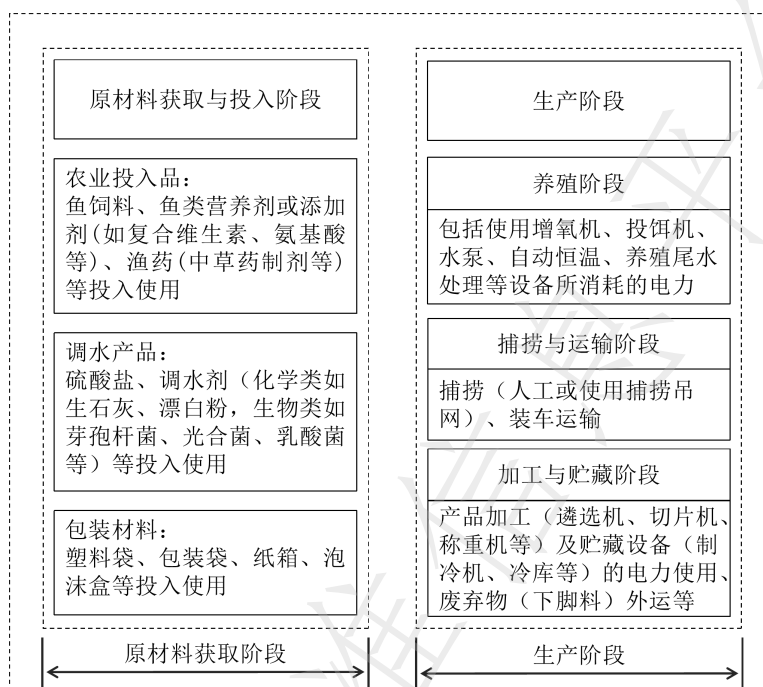 原材料获取与投入阶段
农业投入品：
鱼饲料、鱼类营养剂或添加
剂(如复合维生素、氨基酸
等)、渔药(中草药制剂等)
等投入使用
调水产品：
硫酸盐、调水剂（化学类如
生石灰、漂白粉，生物类如
芽孢杆菌、光合菌、乳酸菌
等）等投入使用
包装材料：
塑料袋、包装袋、纸箱、泡
沫盒等投入使用
原材料获取阶段
生产阶段
养殖阶段
包括使用增氧机、投饵机、
水泵、自动恒温、养殖尾水
处理等设备所消耗的电力
捕捞与运输阶段
捕捞（人工或使用捕捞吊
网）、装车运输
加工与贮藏阶段
产品加工（遴选机、切片机、
称重机等）及贮藏设备（制
冷机、冷库等）的电力使用、
废弃物（下脚料）外运等
生产阶段